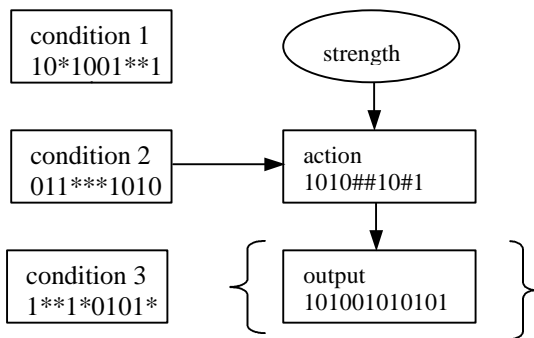 condition 1
10*1001**1
strength
condition 2
011***1010
action
1010##10#1
condition 3
1**1*0101*
output
101001010101